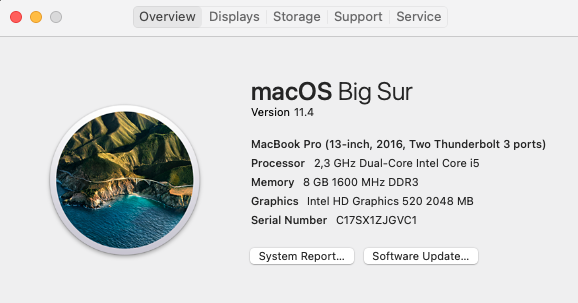 Overview Displays Storage Support Service
macOS Big Sur
Version 11.4
MacBook Pro (13-inch, 2016, Two Thunderbolt 3 ports)
Processor 2,3 GHz Dual-Core Intel Core i5
Memory 8 GB 1600 MHz DDR3
Graphics Intel HD Graphics 520 2048 MB
Serial Number C17SX1ZJGVC1
System Report... Software Update...